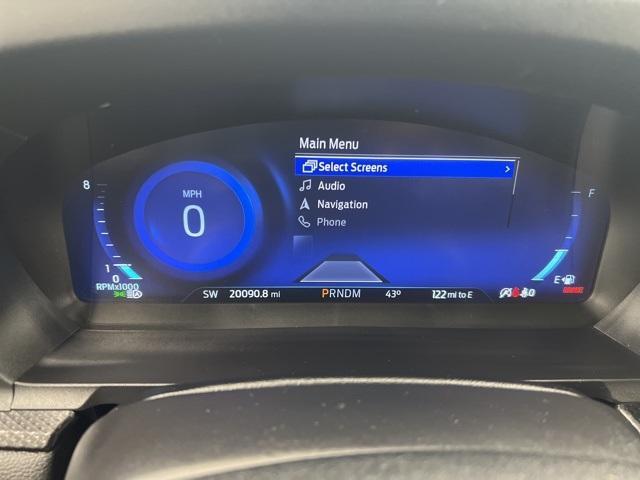 Main Menu
Select Screens
Audio
Navigation
Phone
MPH
0
8
1
0
RPMx1000
F
E
SW 20090.8 mi PRNDM 43° 122 mi to E